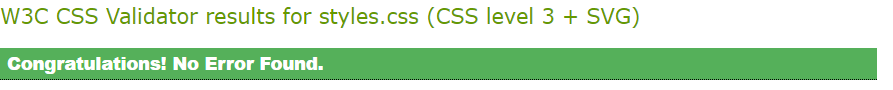 W3C CSS Validator results for styles.css (CSS level 3 + SVG)
Congratulations! No Error Found.